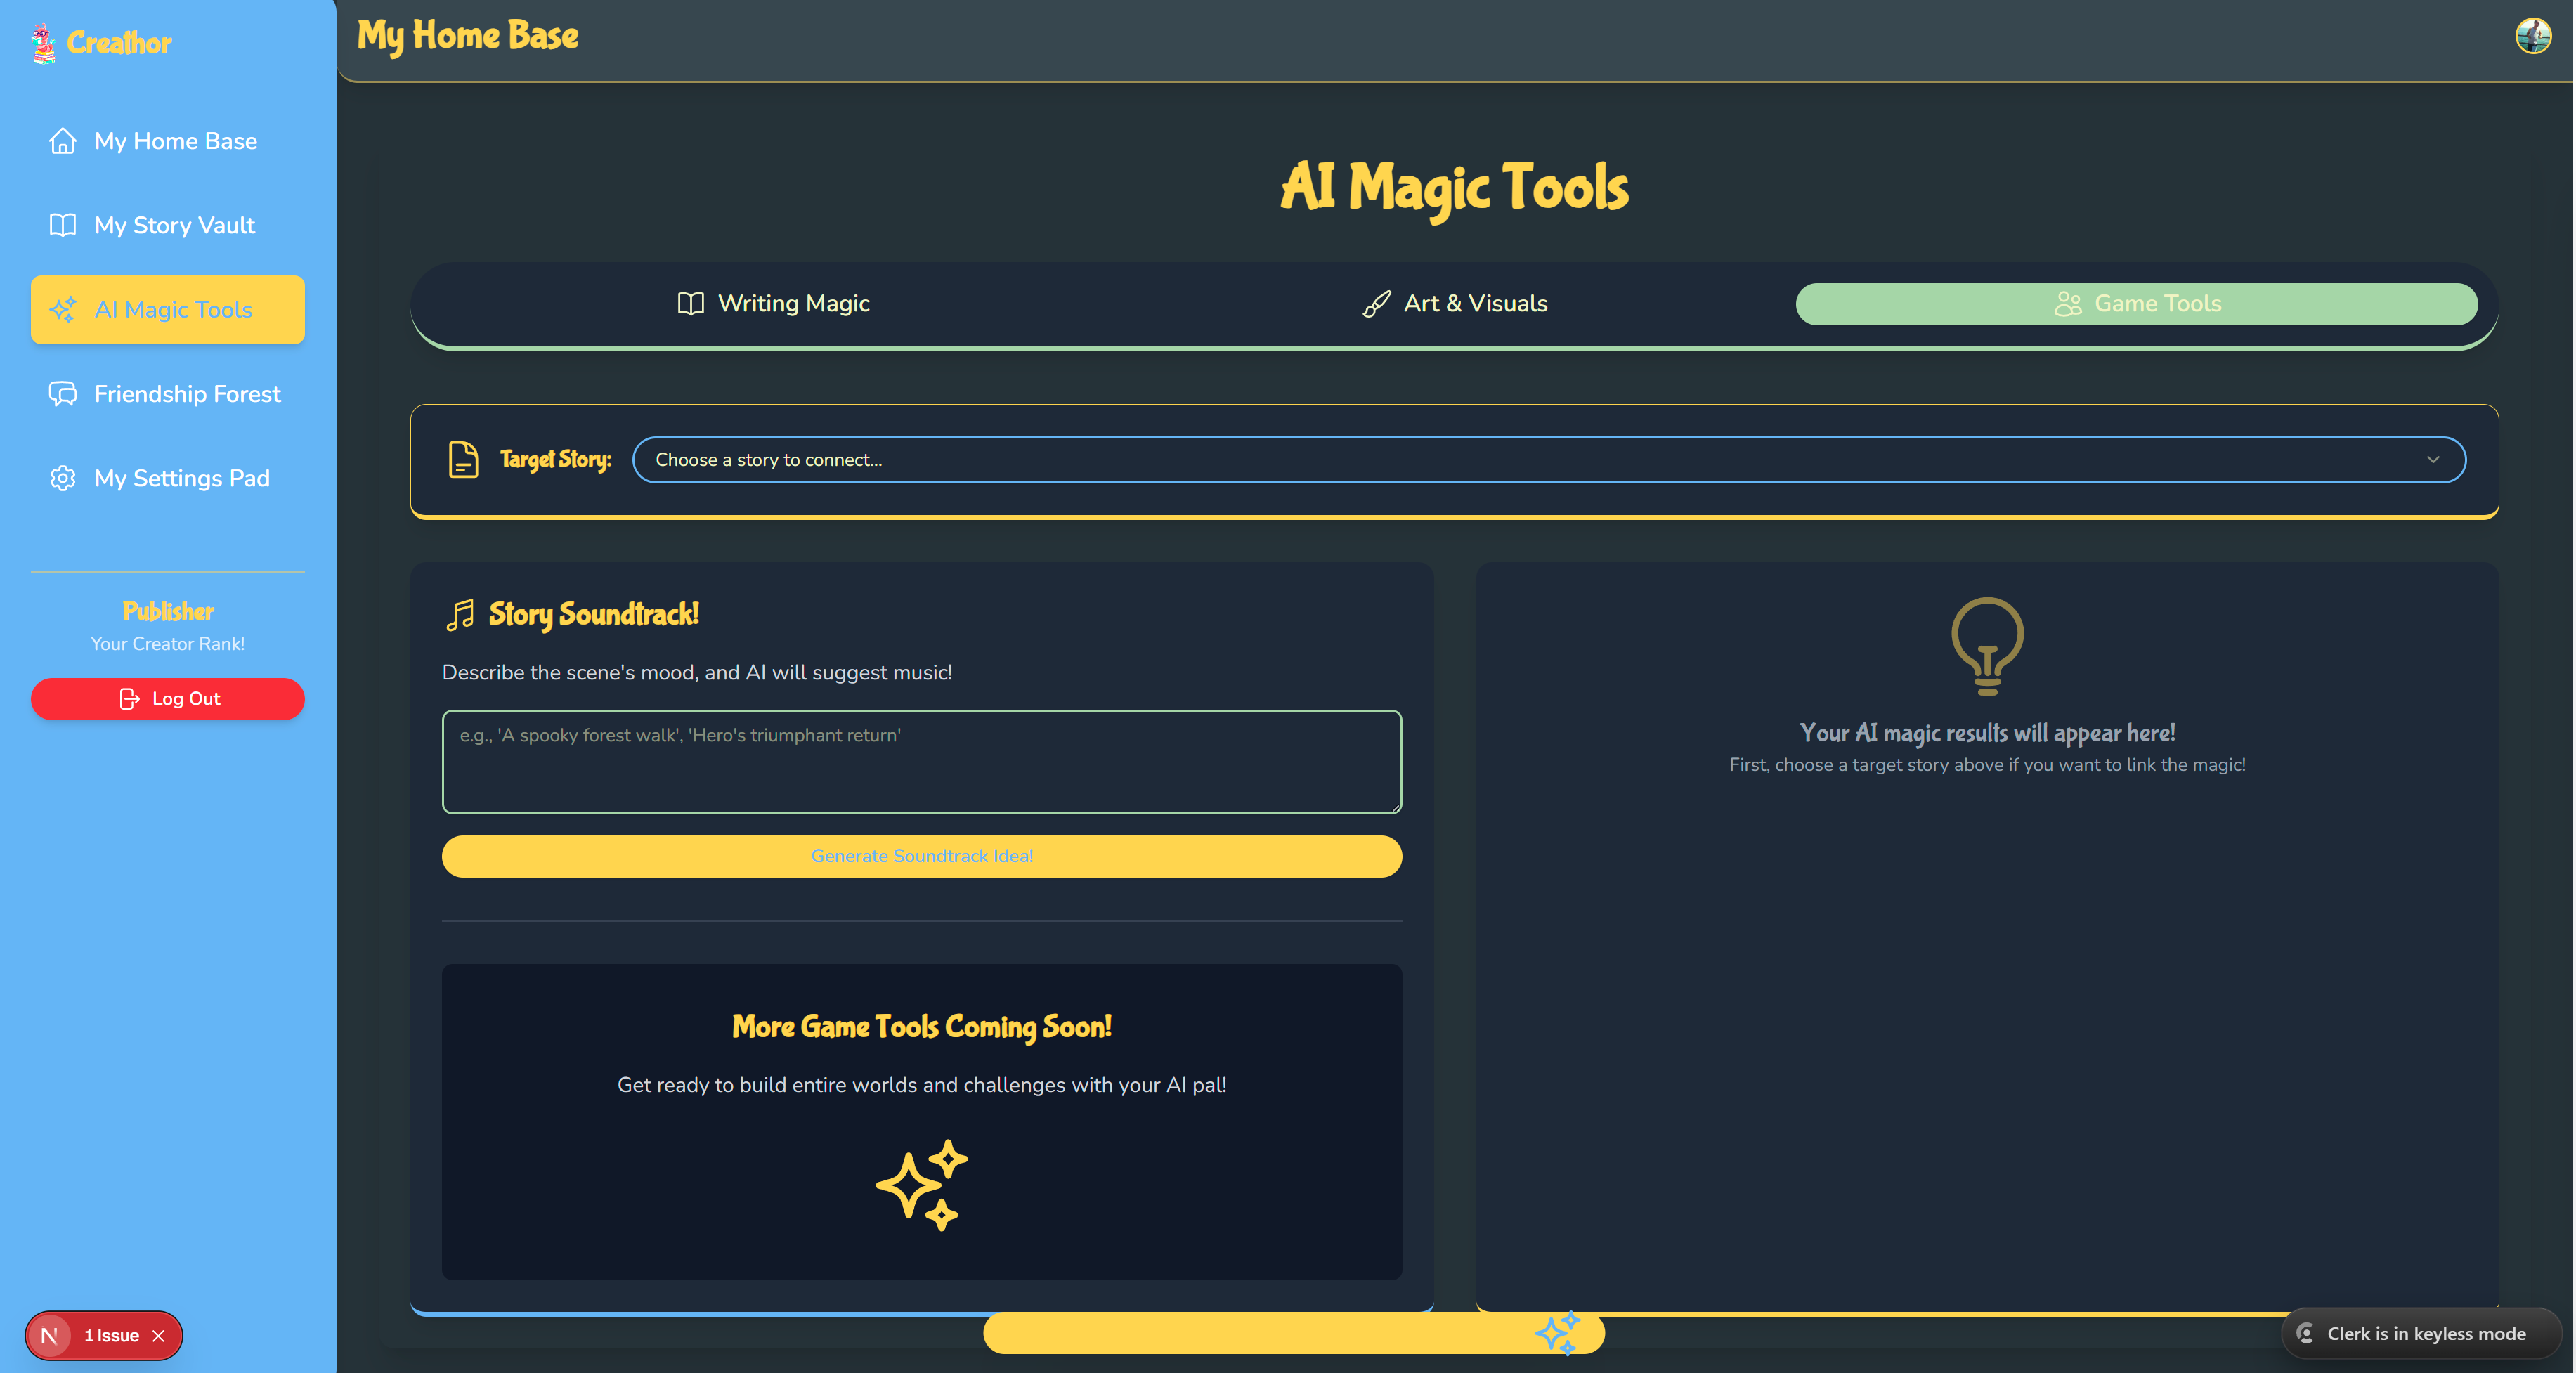 Creathor
My Home Base
My Home Base
My Story Vault
AI Magic Tools
Friendship Forest
My Settings Pad
Publisher
Your Creator Rank!
Log Out
N 1 Issue
AI Magic Tools
Writing Magic
Art & Visuals
Game Tools
Target Story:
Choose a story to connect...
Story Soundtrack!
Describe the scene's mood, and AI will suggest music!
e.g., 'A spooky forest walk', 'Hero's triumphant return'
Generate Soundtrack Idea!
More Game Tools Coming Soon!
Get ready to build entire worlds and challenges with your AI pal!
Your AI magic results will appear here!
First, choose a target story above if you want to link the magic!
Clerk is in keyless mode